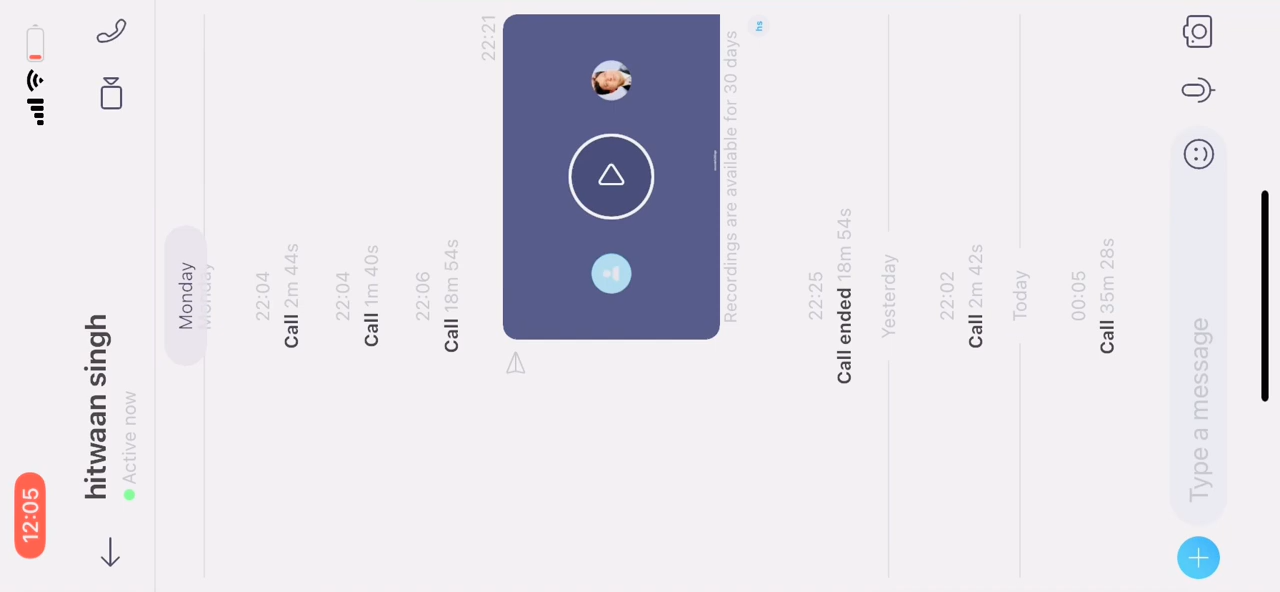 12:05
hitwaan singh
Active now
Monday
Monday
22:04
Call 2m 44s
22:04
Call 1m 40s
22:06
Call 18m 54s
22:21
Recordings are available for 30 days
hs
22:25
Call ended 18m 54s
Yesterday
22:02
Call 2m 42s
Today
00:05
Call 35m 28s
Type a message